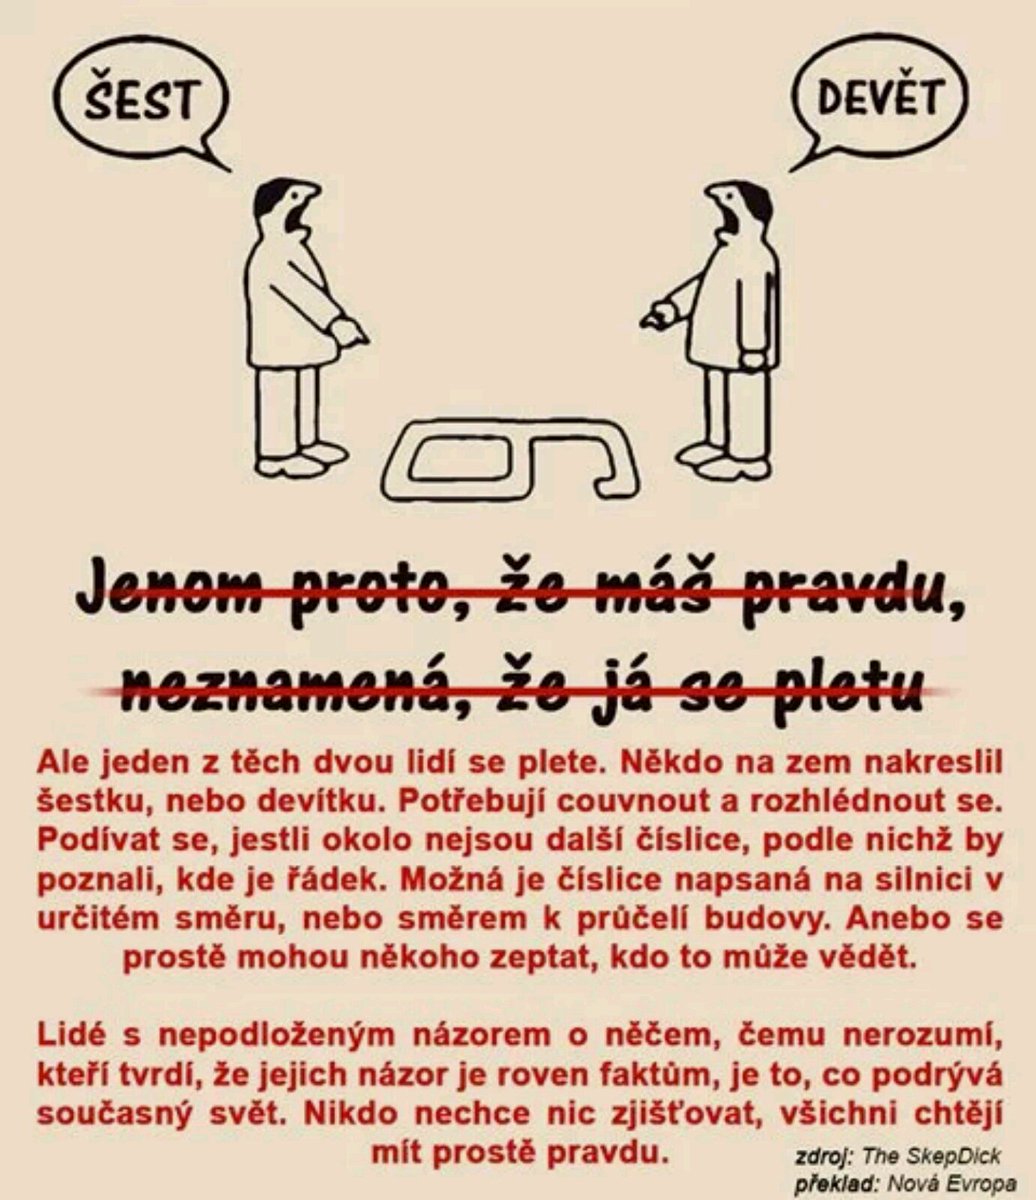 ŠEST
DEVĚT
Jenom proto, že máš pravdu,
neznamená, že já se pletu
Ale jeden z těch dvou lidí se plete. Někdo na zem nakreslil
šestku, nebo devítku. Potřebují couvnout a rozhlédnout se.
Podívat se, jestli okolo nejsou další číslice, podle nichž by
poznali, kde je řádek. Možná je číslice napsaná na silnici v
určitém směru, nebo směrem k průčelí budovy. Anebo se
prostě mohou někoho zeptat, kdo to může vědět.
Lidé s nepodloženým názorem o něčem, čemu nerozumí,
kteří tvrdí, že jejich názor je roven faktům, je to, co podrývá
současný svět. Nikdo nechce nic zjišťovat, všichni chtějí
mít prostě pravdu.
zdroj: The SkepDick
překlad: Nová Evropa